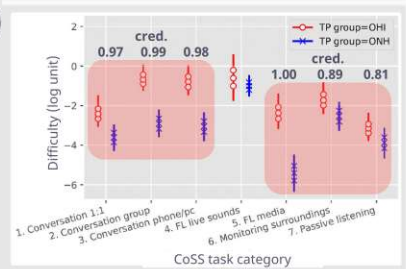 TP group=OHI
TP group=ONH
cred.
0.97 0.99 0.98
cred.
1.00 0.89 0.81
Difficulty (log unit)
2
0
−2
−4
−6
1. Conversation 1:1
2. Conversation group
3. Conversation phone/pc
4. FL live sounds
5. FL media
6. Monitoring surroundings
7. Passive listening
CoSS task category